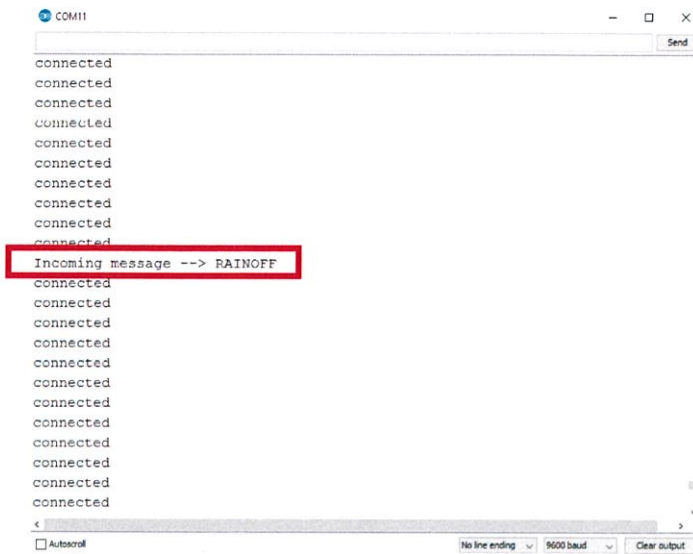 COM11
Send
connected
connected
connected
connected
connected
connected
connected
connected
connected
connected
Incoming message --> RAINOFF
connected
connected
connected
connected
connected
connected
connected
connected
connected
connected
connected
connected
Autoscroll
No line ending
9600 baud
Clear output